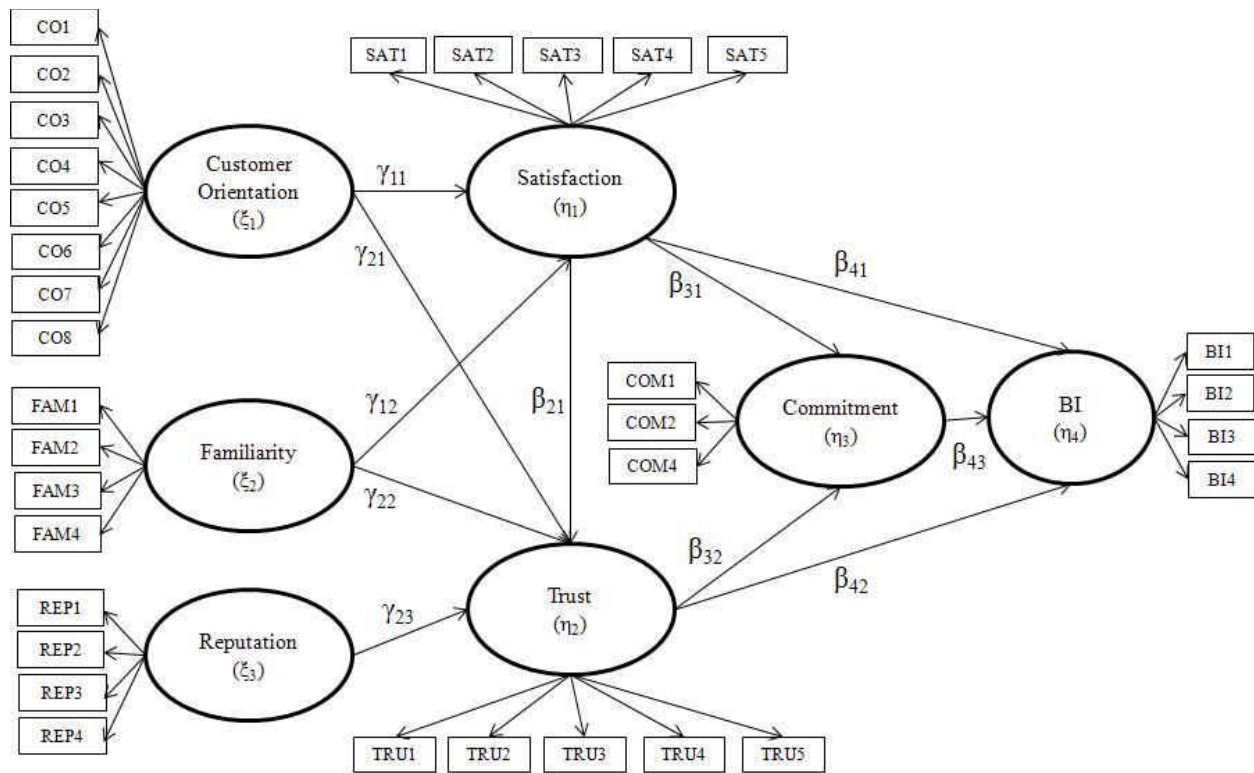 CO1
CO2
CO3
CO4
CO5
CO6
CO7
CO8
SAT1
SAT2
SAT3
SAT4
SAT5
Customer
Orientation
(ξ₁)
γ₁₁
Satisfaction
(η₁)
γ₂₁
β₄₁
β₃₁
FAM1
FAM2
FAM3
FAM4
Familiarity
(ξ₂)
γ₁₂
γ₂₂
β₂₁
COM1
COM2
COM4
Commitment
(η₃)
β₄₃
BI
(η₄)
BI1
BI2
BI3
BI4
REP1
REP2
REP3
REP4
Reputation
(ξ₃)
γ₂₃
Trust
(η₂)
β₃₂
β₄₂
TRU1
TRU2
TRU3
TRU4
TRU5